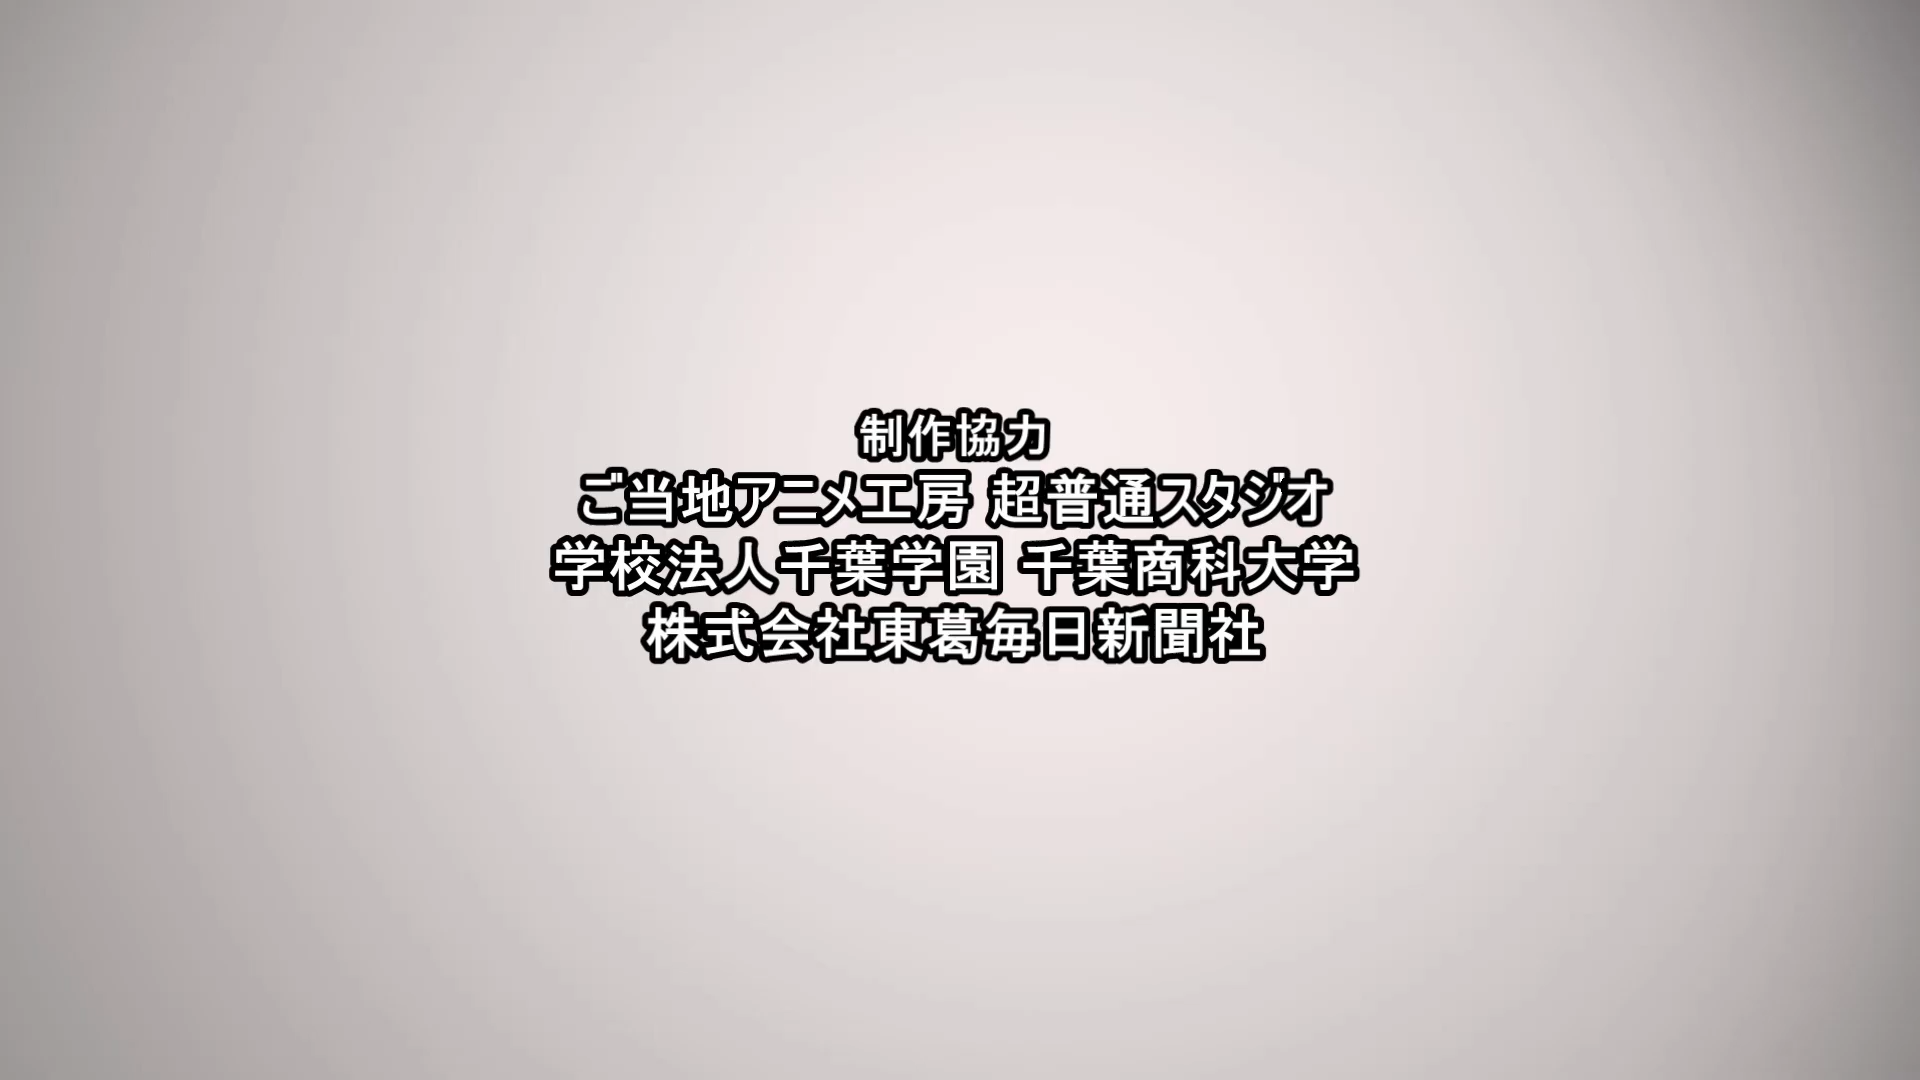 制作協力
ご当地アニメ工房 超普通スタジオ
学校法人千葉学園 千葉商科大学
株式会社東葛毎日新聞社